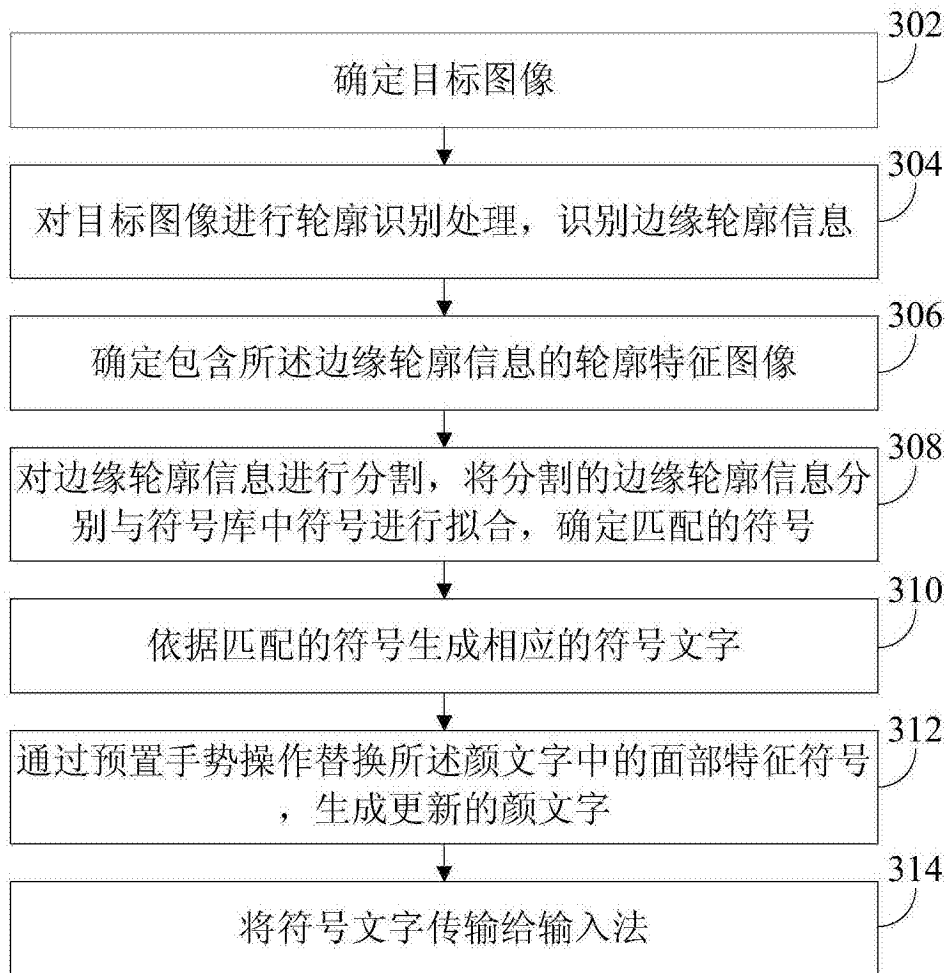 302
确定目标图像
304
对目标图像进行轮廓识别处理，识别边缘轮廓信息
306
确定包含所述边缘轮廓信息的轮廓特征图像
308
对边缘轮廓信息进行分割，将分割的边缘轮廓信息分
别与符号库中符号进行拟合，确定匹配的符号
310
依据匹配的符号生成相应的符号文字
312
通过预置手势操作替换所述颜文字中的面部特征符号
，生成更新的颜文字
314
将符号文字传输给输入法